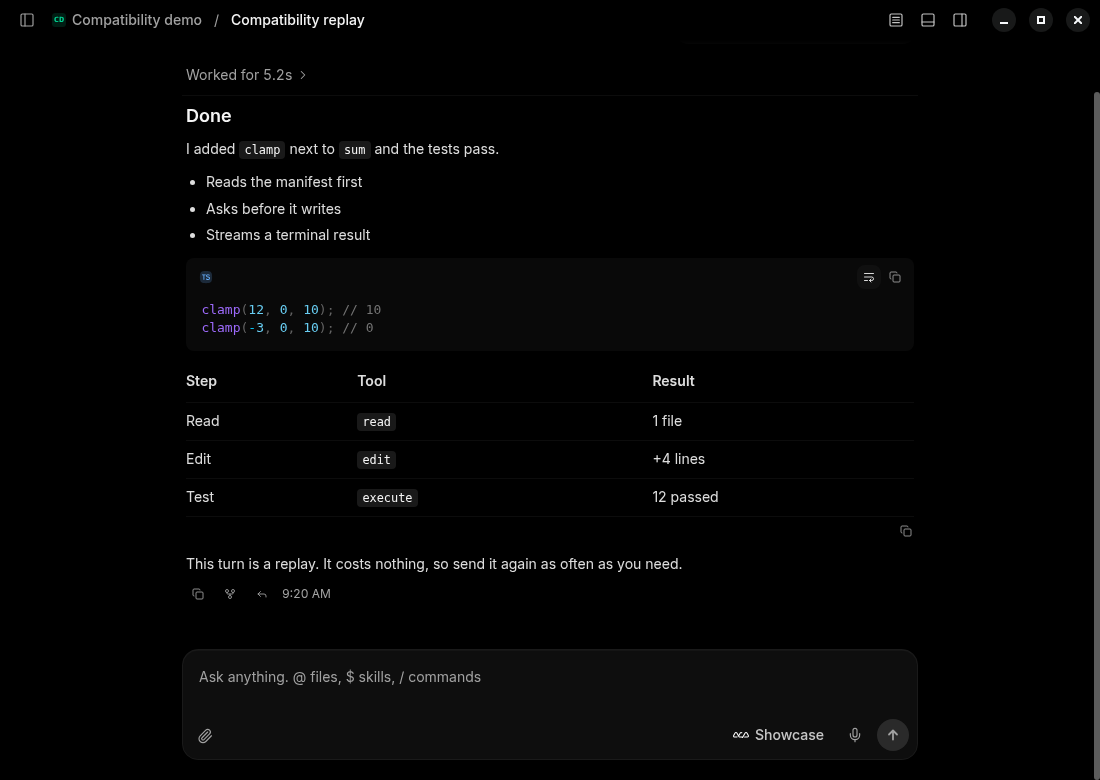 CD Compatibility demo / Compatibility replay
Worked for 5.2s
Done
I added clamp next to sum and the tests pass.
• Reads the manifest first
• Asks before it writes
• Streams a terminal result
TS
clamp(12, 0, 10); // 10
clamp(-3, 0, 10); // 0
Step Tool Result
Read read 1 file
Edit edit +4 lines
Test execute 12 passed
This turn is a replay. It costs nothing, so send it again as often as you need.
9:20 AM
Ask anything. @ files, $ skills, / commands
Showcase